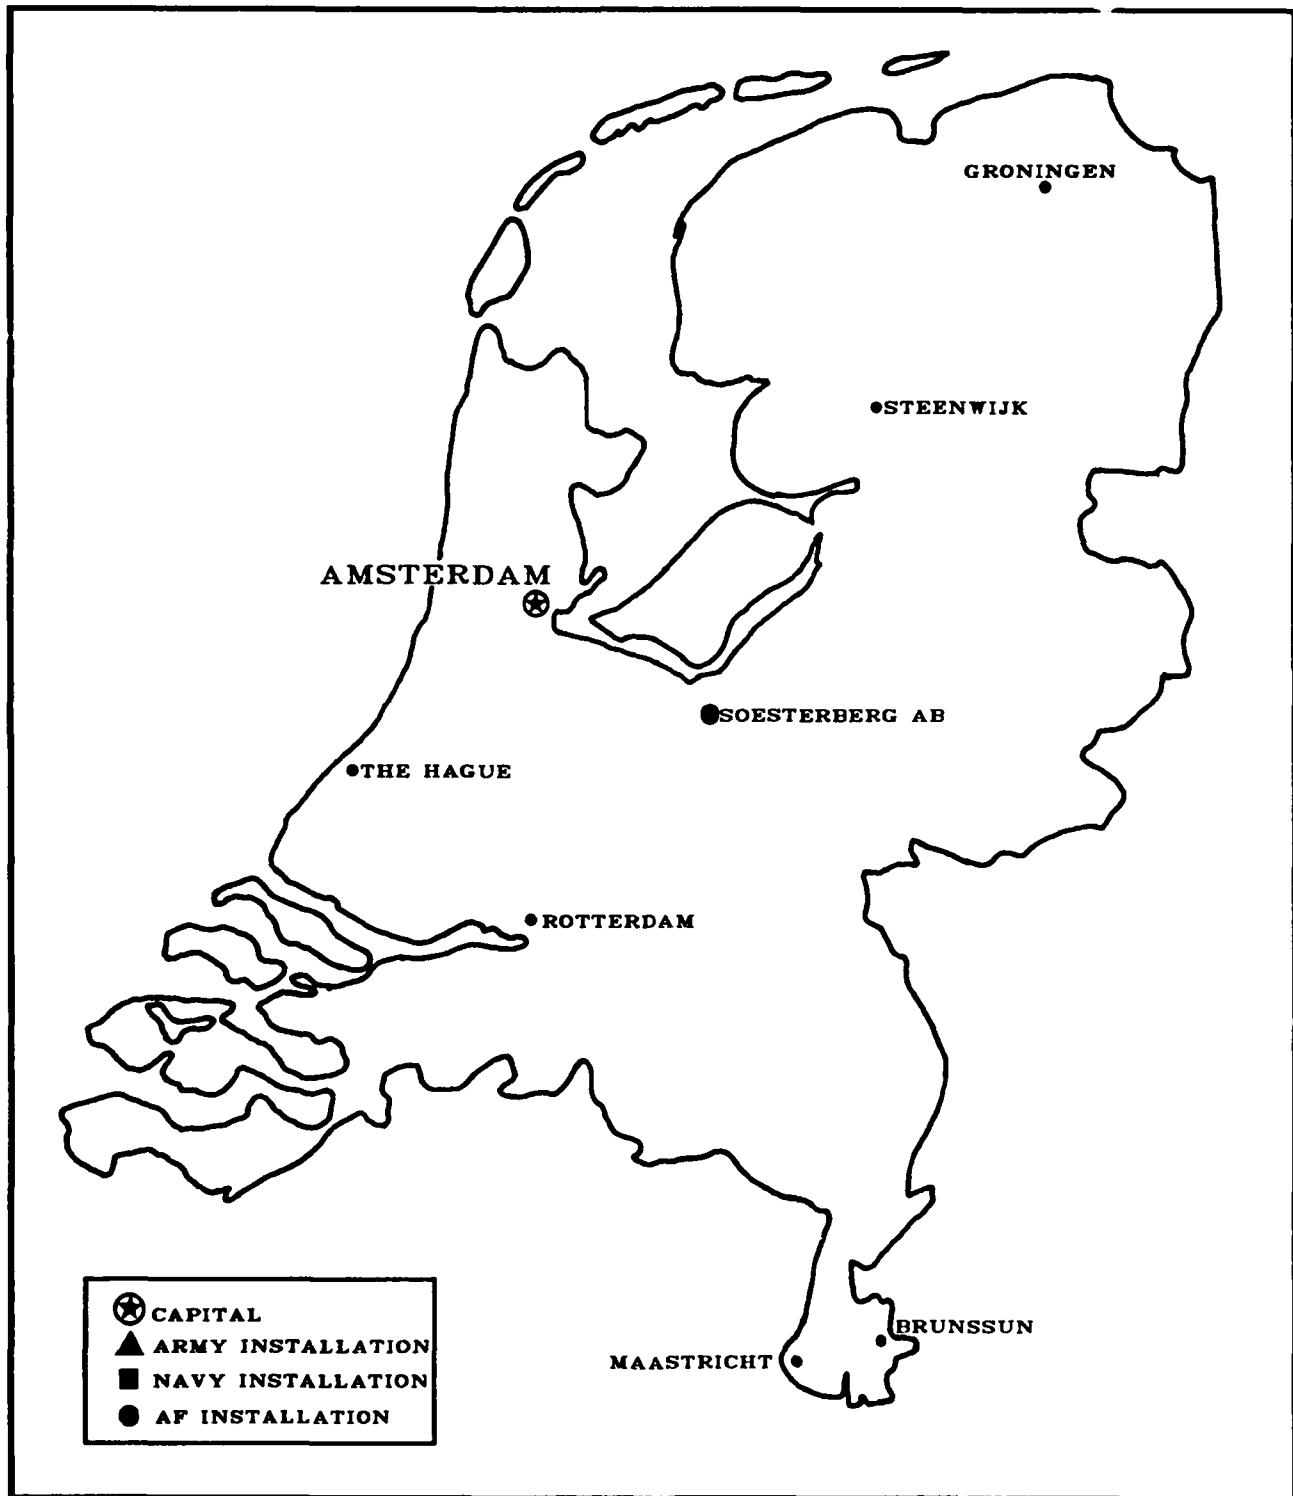 GRONINGEN
STEENWIJK
AMSTERDAM
SOESTERBERG AB
THE HAGUE
ROTTERDAM
BRUNSSUN
MAASTRICHT
CAPITAL
ARMY INSTALLATION
NAVY INSTALLATION
AF INSTALLATION